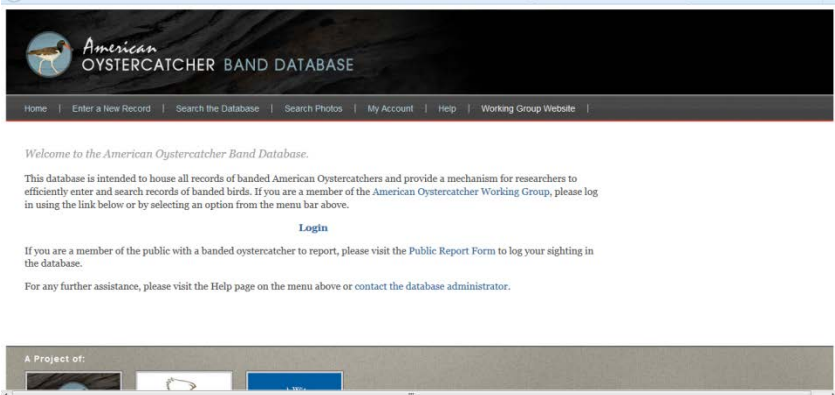 American
OYSTERCATCHER BAND DATABASE
Home | Enter a New Record | Search the Database | Search Photos | My Account | Help | Working Group Website |
Welcome to the American Oystercatcher Band Database.
This database is intended to house all records of banded American Oystercatchers and provide a mechanism for researchers to
efficiently enter and search records of banded birds. If you are a member of the American Oystercatcher Working Group, please log
in using the link below or by selecting an option from the menu bar above.
Login
If you are a member of the public with a banded oystercatcher to report, please visit the Public Report Form to log your sighting in
the database.
For any further assistance, please visit the Help page on the menu above or contact the database administrator.
A Project of: